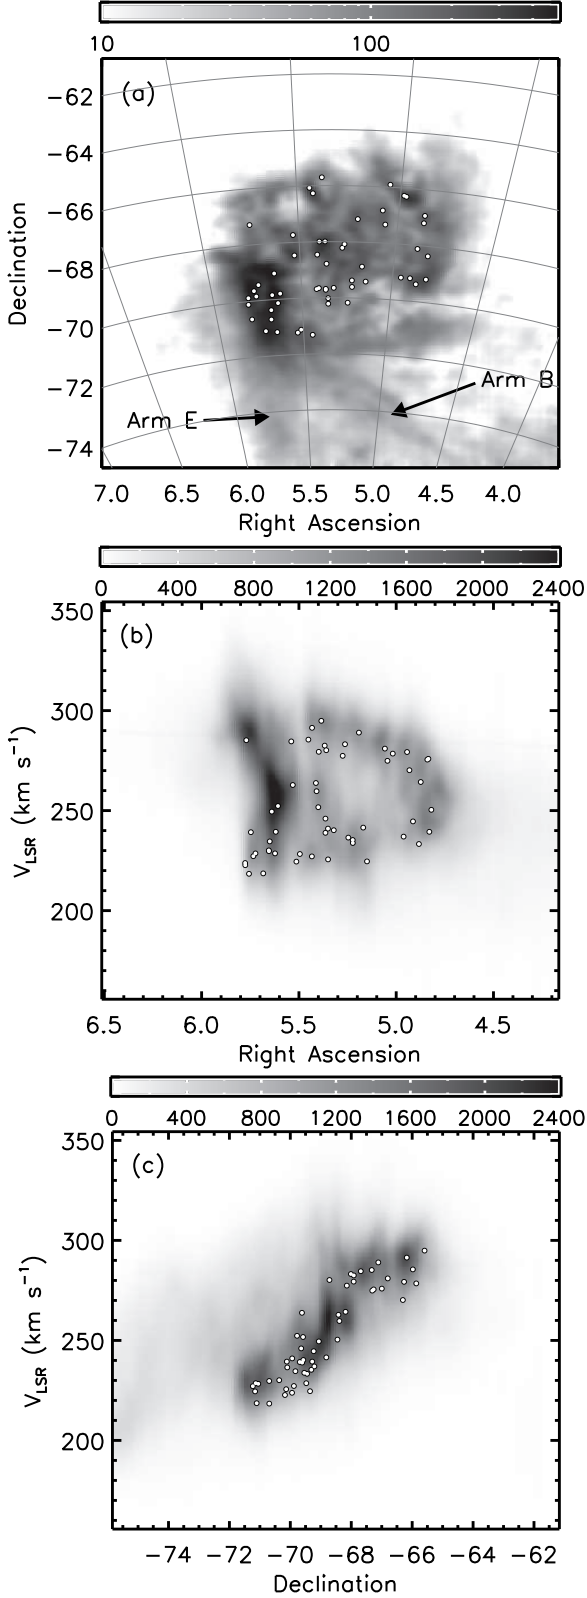 10 100
(a)
−62
−64
−66
−68
−70
−72
−74
Declination
Arm B
Arm E
7.0 6.5 6.0 5.5 5.0 4.5 4.0
Right Ascension
0 400 800 1200 1600 2000 2400
(b)
350
300
250
200
V_LSR (km s⁻¹)
6.5 6.0 5.5 5.0 4.5
Right Ascension
0 400 800 1200 1600 2000 2400
(c)
350
300
250
200
V_LSR (km s⁻¹)
−74 −72 −70 −68 −66 −64 −62
Declination